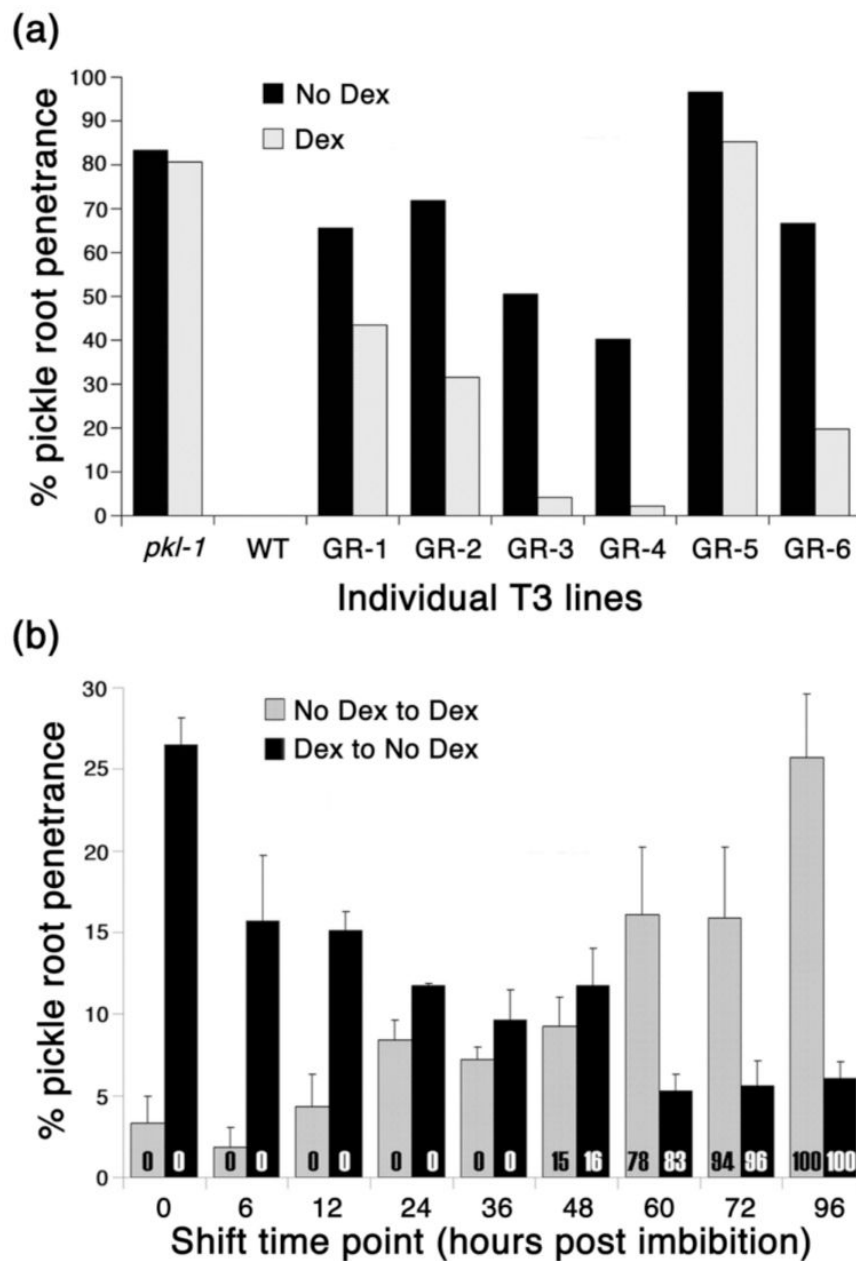 (a)
% pickle root penetrance
100
90
80
70
60
50
40
30
20
10
0
No Dex
Dex
pkl-1 WT GR-1 GR-2 GR-3 GR-4 GR-5 GR-6
Individual T3 lines
(b)
% pickle root penetrance
30
25
20
15
10
5
0
No Dex to Dex
Dex to No Dex
0 0 0 0 0 0 0 0 0 0 15 16 78 83 94 96 100 100
0 6 12 24 36 48 60 72 96
Shift time point (hours post imbibition)